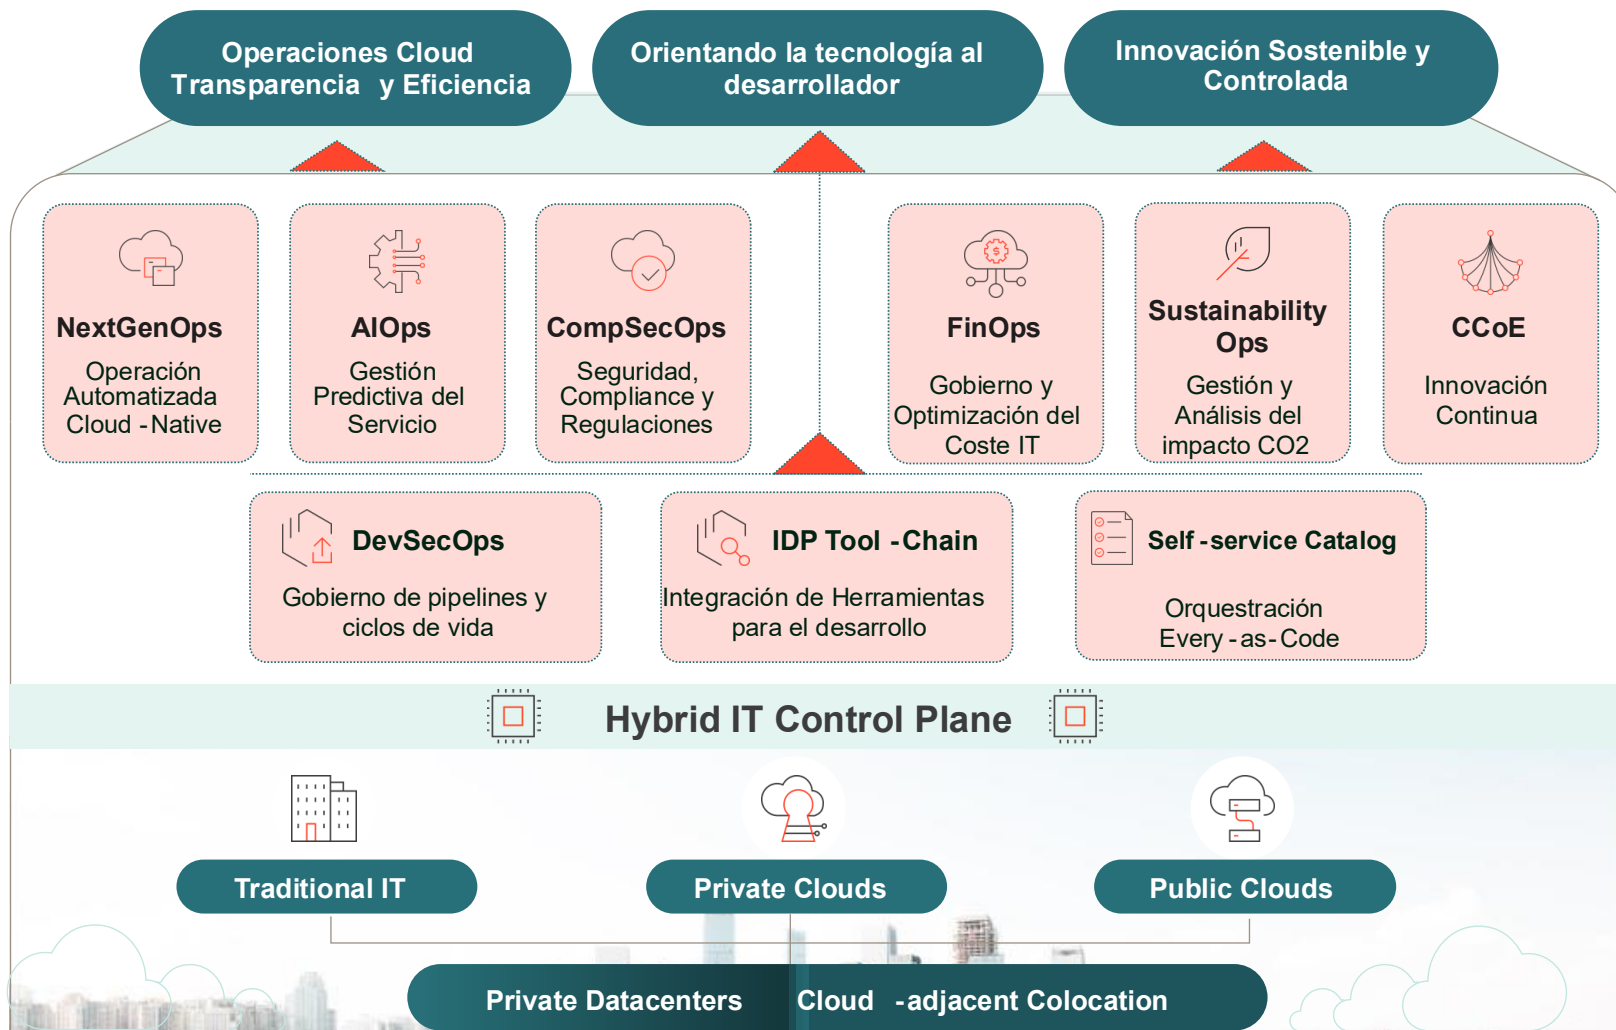 Operaciones Cloud
Transparencia y Eficiencia
Orientando la tecnología al
desarrollador
Innovación Sostenible y
Controlada
NextGenOps
Operación
Automatizada
Cloud -Native
AIOps
Gestión
Predictiva del
Servicio
CompSecOps
Seguridad,
Compliance y
Regulaciones
FinOps
Gobierno y
Optimización del
Coste IT
Sustainability
Ops
Gestión y
Análisis del
impacto CO2
CCoE
Innovación
Continua
DevSecOps
Gobierno de pipelines y
ciclos de vida
IDP Tool -Chain
Integración de Herramientas
para el desarrollo
Self -service Catalog
Orquestración
Every -as- Code
Hybrid IT Control Plane
Traditional IT
Private Clouds
Public Clouds
Private Datacenters
Cloud -adjacent Colocation